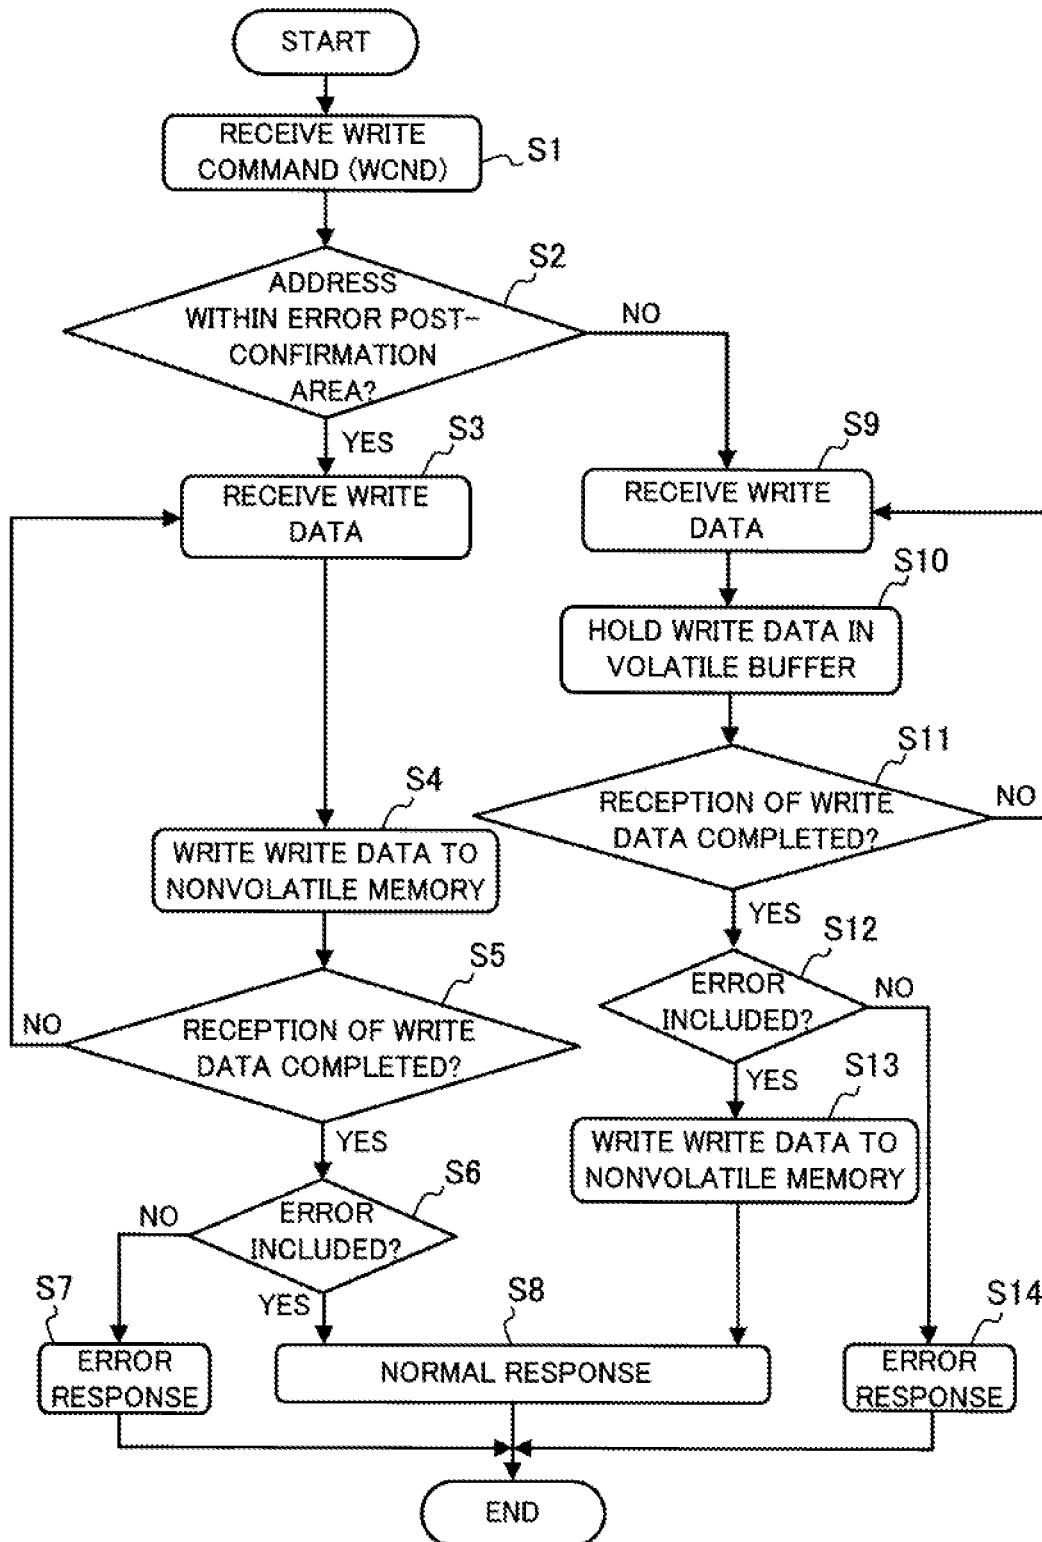 START
RECEIVE WRITE
COMMAND (WCND)
S1
S2
ADDRESS
WITHIN ERROR POST-
CONFIRMATION
AREA?
NO
YES
S3
RECEIVE WRITE
DATA
S4
WRITE WRITE DATA TO
NONVOLATILE MEMORY
S5
RECEPTION OF WRITE
DATA COMPLETED?
NO
YES
S6
ERROR
INCLUDED?
NO
YES
S7
ERROR
RESPONSE
S8
NORMAL RESPONSE
S9
RECEIVE WRITE
DATA
S10
HOLD WRITE DATA IN
VOLATILE BUFFER
S11
RECEPTION OF WRITE
DATA COMPLETED?
NO
YES
S12
ERROR
INCLUDED?
NO
YES
S13
WRITE WRITE DATA TO
NONVOLATILE MEMORY
S14
ERROR
RESPONSE
END